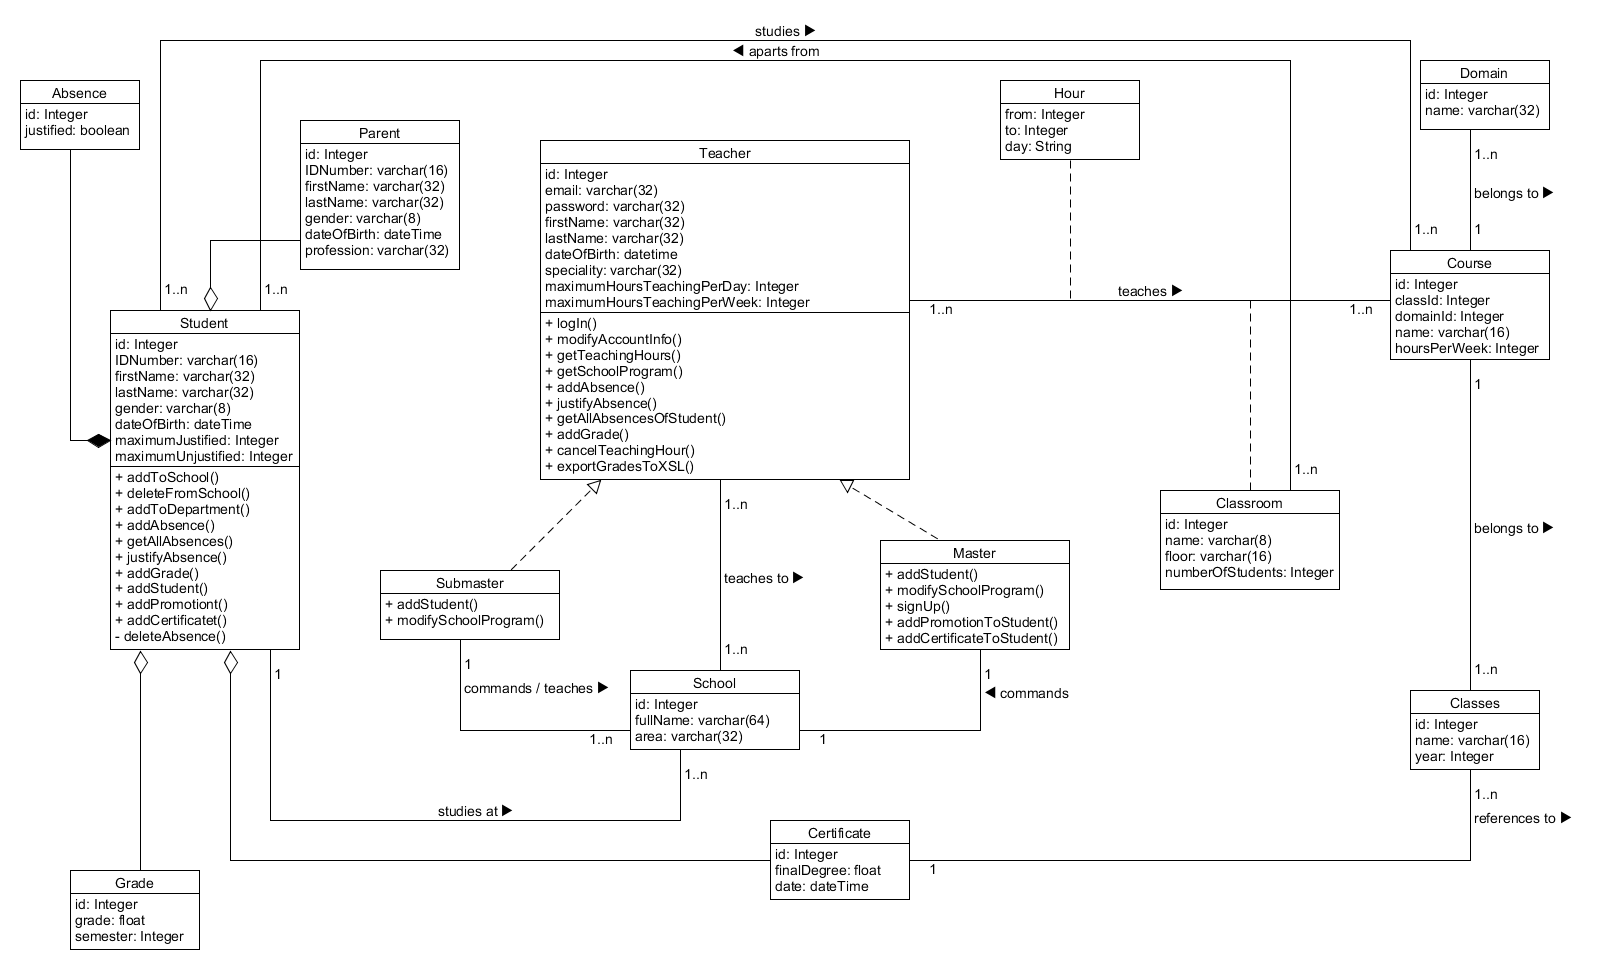 studies ▶
◀ aparts from
Absence
id: Integer
justified: boolean
Parent
id: Integer
IDNumber: varchar(16)
firstName: varchar(32)
lastName: varchar(32)
gender: varchar(8)
dateOfBirth: dateTime
profession: varchar(32)
Teacher
id: Integer
email: varchar(32)
password: varchar(32)
firstName: varchar(32)
lastName: varchar(32)
dateOfBirth: datetime
speciality: varchar(32)
maximumHoursTeachingPerDay: Integer
maximumHoursTeachingPerWeek: Integer
+ logIn()
+ modifyAccountInfo()
+ getTeachingHours()
+ getSchoolProgram()
+ addAbsence()
+ justifyAbsence()
+ getAllAbsencesOfStudent()
+ addGrade()
+ cancelTeachingHour()
+ exportGradesToXSL()
Hour
from: Integer
to: Integer
day: String
Domain
id: Integer
name: varchar(32)
1..n
belongs to ▶
1..n
1
Course
id: Integer
classId: Integer
domainId: Integer
name: varchar(16)
hoursPerWeek: Integer
teaches ▶
1..n
1..n
1..n
1..n
Student
id: Integer
IDNumber: varchar(16)
firstName: varchar(32)
lastName: varchar(32)
gender: varchar(8)
dateOfBirth: dateTime
maximumJustified: Integer
maximumUnjustified: Integer
+ addToSchool()
+ deleteFromSchool()
+ addToDepartment()
+ addAbsence()
+ getAllAbsences()
+ justifyAbsence()
+ addGrade()
+ addStudent()
+ addPromotiont()
+ addCertificatet()
- deleteAbsence()
1..n
Classroom
id: Integer
name: varchar(8)
floor: varchar(16)
numberOfStudents: Integer
1
belongs to ▶
1..n
Submaster
+ addStudent()
+ modifySchoolProgram()
1..n
teaches to ▶
1..n
Master
+ addStudent()
+ modifySchoolProgram()
+ signUp()
+ addPromotionToStudent()
+ addCertificateToStudent()
1
commands / teaches ▶
1..n
School
id: Integer
fullName: varchar(64)
area: varchar(32)
1
◀ commands
1
Classes
id: Integer
name: varchar(16)
year: Integer
1
1..n
studies at ▶
1..n
references to ▶
Certificate
id: Integer
finalDegree: float
date: dateTime
1
Grade
id: Integer
grade: float
semester: Integer